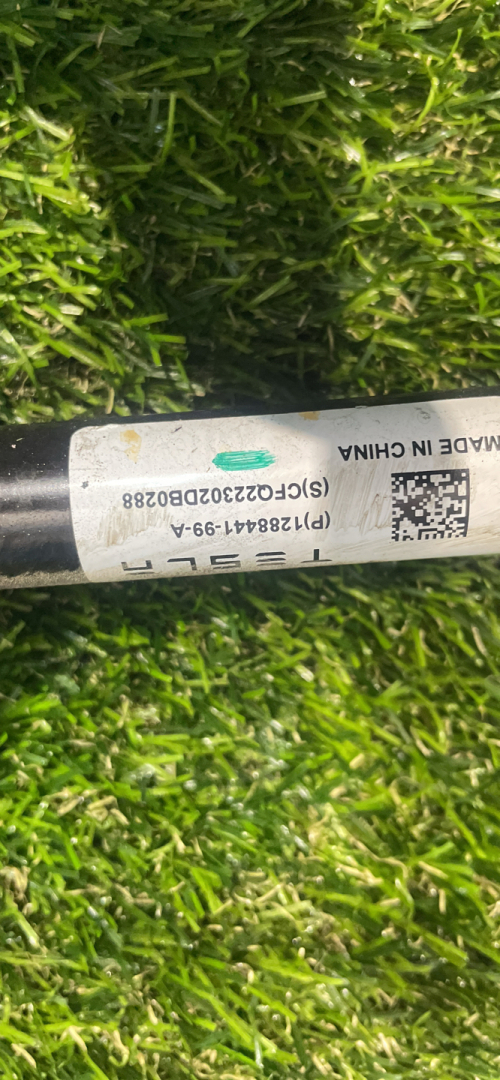 TESLA
(P)1288441-99-A
(S)CFQ22302DB0288
MADE IN CHINA